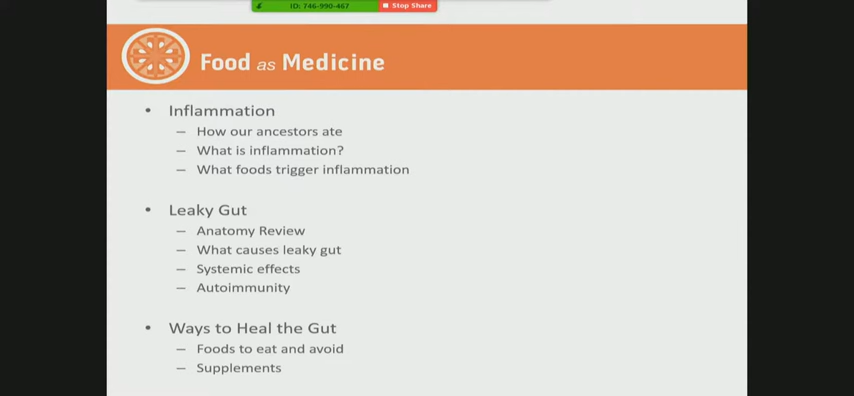 ID: 746-990-467 Stop Share
Food as Medicine
• Inflammation
– How our ancestors ate
– What is inflammation?
– What foods trigger inflammation
• Leaky Gut
– Anatomy Review
– What causes leaky gut
– Systemic effects
– Autoimmunity
• Ways to Heal the Gut
– Foods to eat and avoid
– Supplements